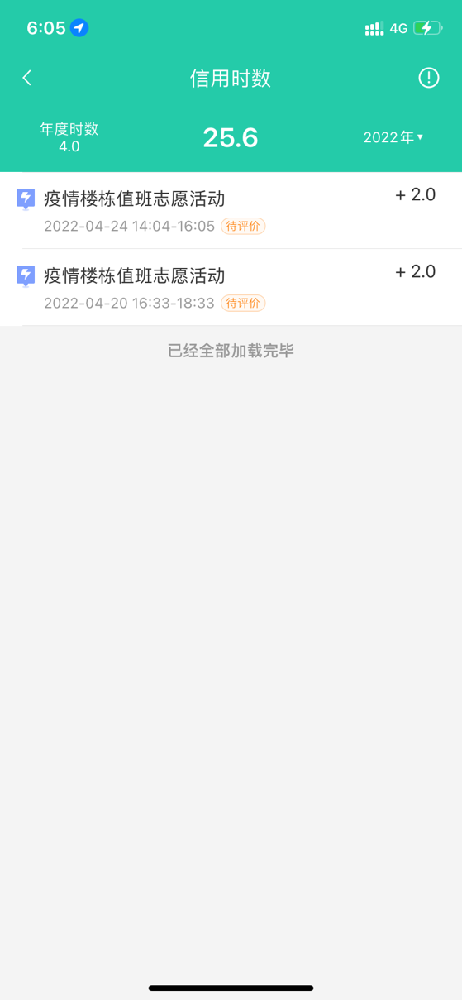 6:05
4G
信用时数
年度时数
4.0
25.6
2022年
疫情楼栋值班志愿活动
+ 2.0
2022-04-24 14:04-16:05 待评价
疫情楼栋值班志愿活动
+ 2.0
2022-04-20 16:33-18:33 待评价
已经全部加载完毕